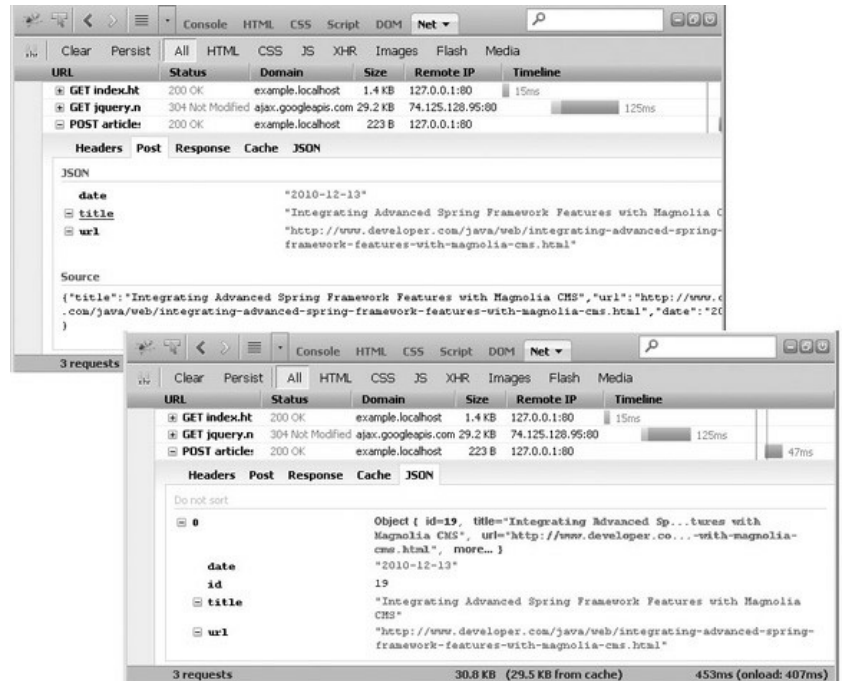 Console HTML CSS Script DOM Net
Clear Persist All HTML CSS JS XHR Images Flash Media
URL Status Domain Size Remote IP Timeline
GET index.ht 200 OK example.localhost 1.4 KB 127.0.0.1:80 15ms
GET jquery.n 304 Not Modified ajax.googleapis.com 29.2 KB 74.125.128.95:80 125ms
POST article: 200 OK example.localhost 223 B 127.0.0.1:80
Headers Post Response Cache JSON
JSON
date "2010-12-13"
title "Integrating Advanced Spring Framework Features with Magnolia C
url "http://www.developer.com/java/web/integrating-advanced-spring-
framework-features-with-magnolia-cms.html"
Source
{"title":"Integrating Advanced Spring Framework Features with Magnolia CMS","url":"http://www.d
.com/java/web/integrating-advanced-spring-framework-features-with-magnolia-cms.html","date":"20
}
3 requests
Console HTML CSS Script DOM Net
Clear Persist All HTML CSS JS XHR Images Flash Media
URL Status Domain Size Remote IP Timeline
GET index.ht 200 OK example.localhost 1.4 KB 127.0.0.1:80 15ms
GET jquery.n 304 Not Modified ajax.googleapis.com 29.2 KB 74.125.128.95:80 125ms
POST article: 200 OK example.localhost 223 B 127.0.0.1:80 47ms
Headers Post Response Cache JSON
Do not sort
0 Object { id=19, title="Integrating Advanced Sp...tures with
Magnolia CMS", url="http://www.developer.co...-with-magnolia-
cms.html", more... }
date "2010-12-13"
id 19
title "Integrating Advanced Spring Framework Features with Magnolia
CMS"
url "http://www.developer.com/java/web/integrating-advanced-spring-
framework-features-with-magnolia-cms.html"
3 requests 30.8 KB (29.5 KB from cache) 453ms (onload: 407ms)